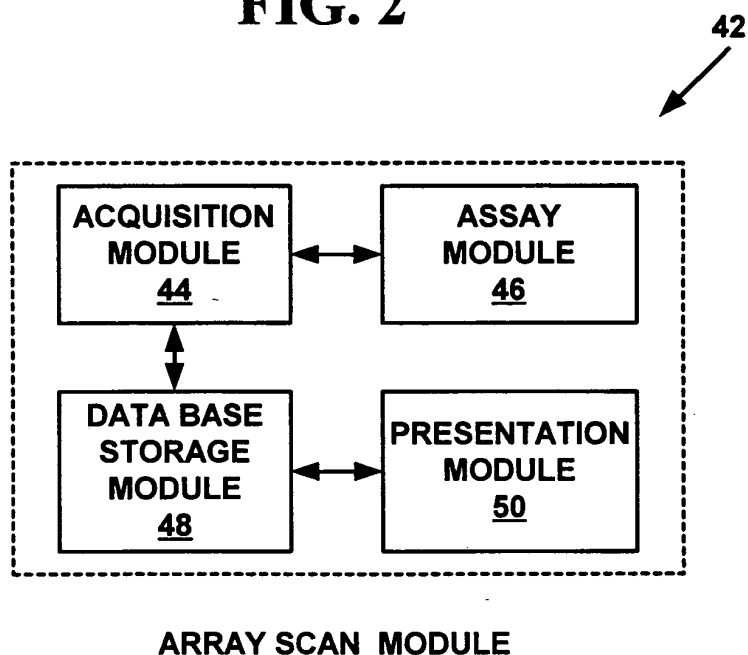 FIG. 2
42
ACQUISITION
MODULE
44
ASSAY
MODULE
46
DATA BASE
STORAGE
MODULE
48
PRESENTATION
MODULE
50
ARRAY SCAN MODULE